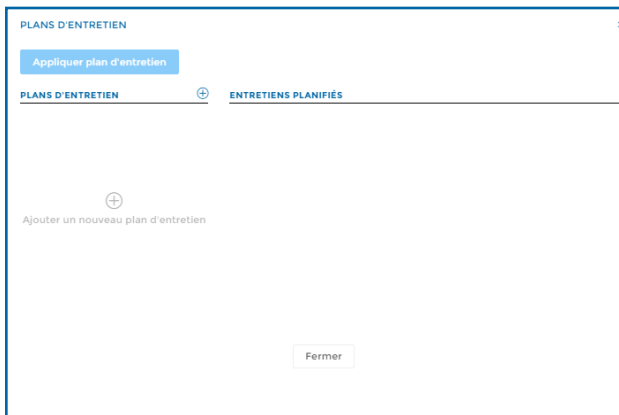 PLANS D'ENTRETIEN
Appliquer plan d'entretien
PLANS D'ENTRETIEN
ENTRETIENS PLANIFIÉS
Ajouter un nouveau plan d'entretien
Fermer